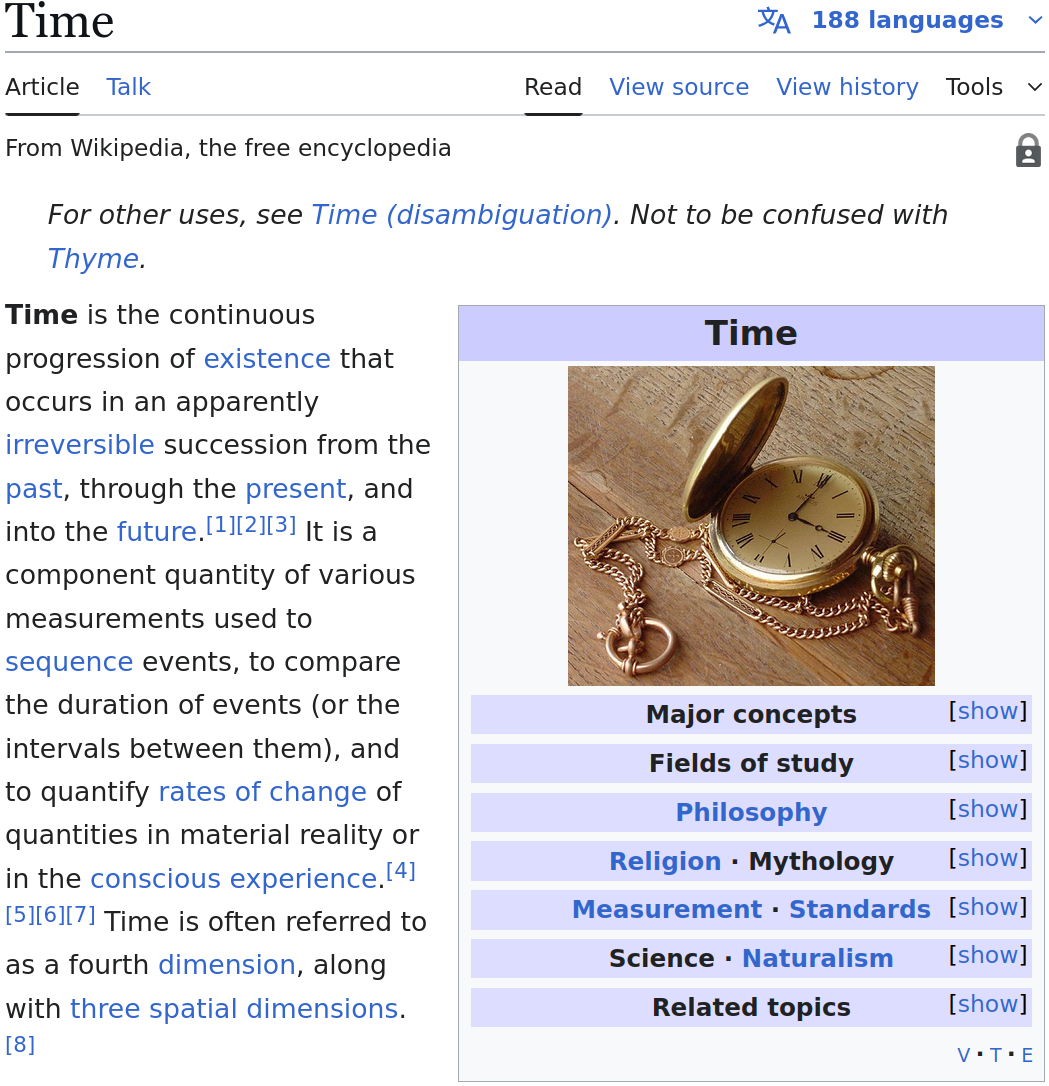 Time
188 languages
Article Talk Read View source View history Tools
From Wikipedia, the free encyclopedia
For other uses, see Time (disambiguation). Not to be confused with
Thyme.
Time is the continuous
progression of existence that
occurs in an apparently
irreversible succession from the
past, through the present, and
into the future.[1][2][3] It is a
component quantity of various
measurements used to
sequence events, to compare
the duration of events (or the
intervals between them), and
to quantify rates of change of
quantities in material reality or
in the conscious experience.[4]
[5][6][7] Time is often referred to
as a fourth dimension, along
with three spatial dimensions.
[8]
Time
Major concepts [show]
Fields of study [show]
Philosophy [show]
Religion · Mythology [show]
Measurement · Standards [show]
Science · Naturalism [show]
Related topics [show]
V · T · E